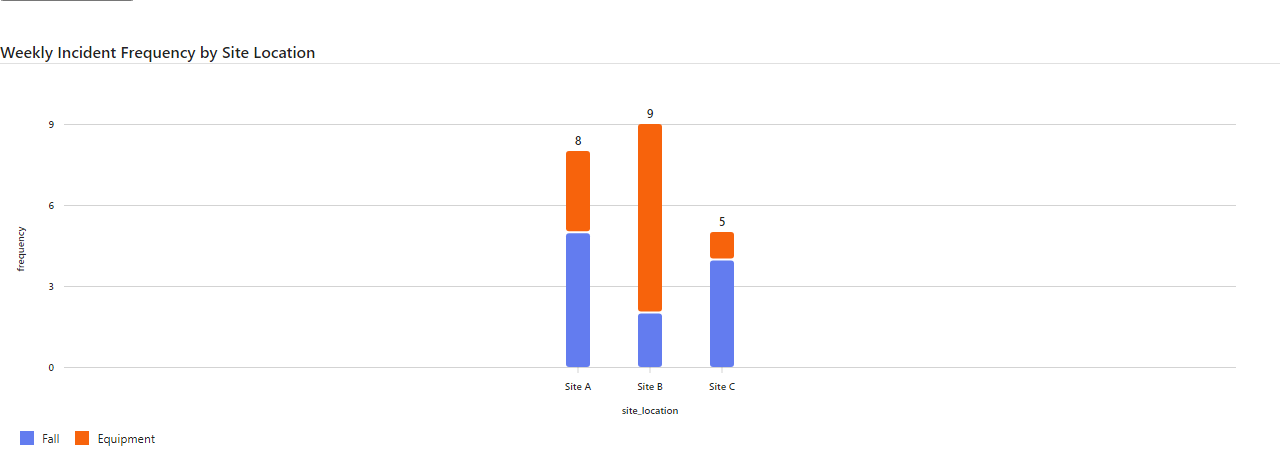 Weekly Incident Frequency by Site Location
9
8
9
6
5
3
0
frequency
Site A Site B Site C
site_location
Fall Equipment